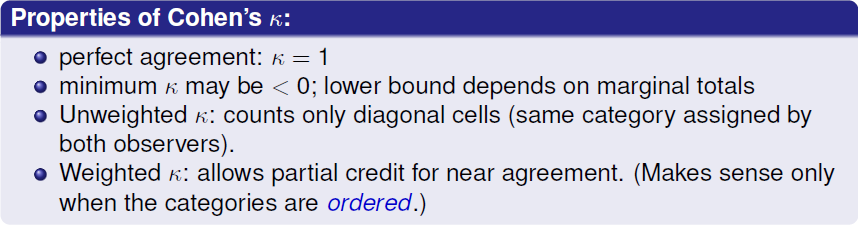 Properties of Cohen's κ:
perfect agreement: κ = 1
minimum κ may be < 0; lower bound depends on marginal totals
Unweighted κ: counts only diagonal cells (same category assigned by
both observers).
Weighted κ: allows partial credit for near agreement. (Makes sense only
when the categories are ordered.)